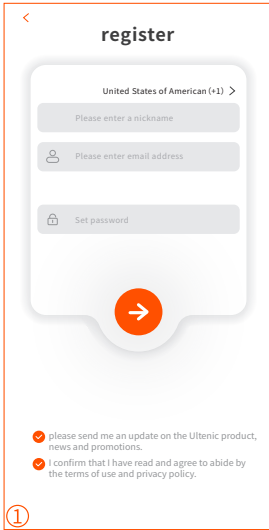 register
United States of American (+1)
Please enter a nickname
Please enter email address
Set password
please send me an update on the Ultenic product,
news and promotions.
I confirm that I have read and agree to abide by
the terms of use and privacy policy.
①